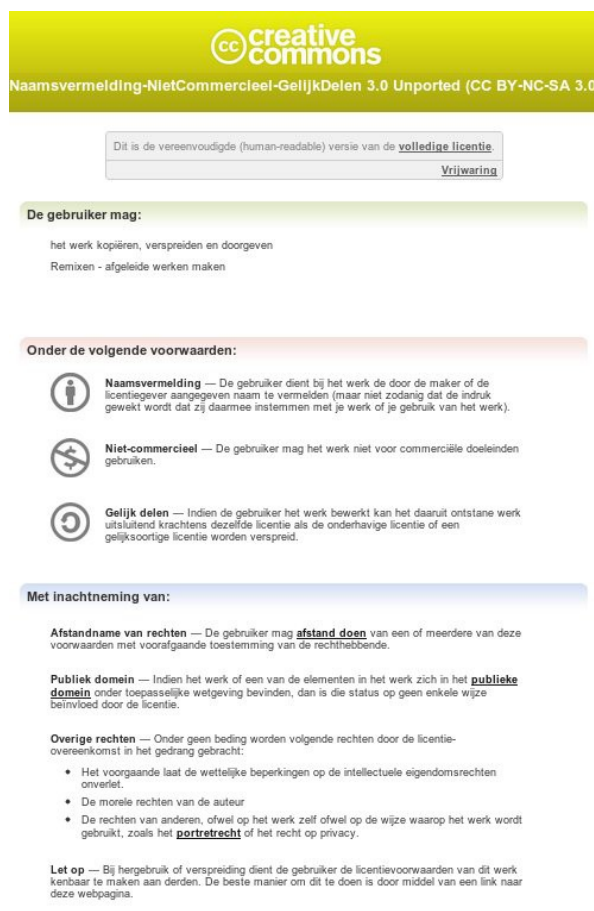 cc creative
commons
Naamsvermelding-NietCommercieel-GelijkDelen 3.0 Unported (CC BY-NC-SA 3.0
Dit is de vereenvoudigde (human-readable) versie van de volledige licentie.
Vrijwaring
De gebruiker mag:
het werk kopiëren, verspreiden en doorgeven
Remixen - afgeleide werken maken
Onder de volgende voorwaarden:
Naamsvermelding — De gebruiker dient bij het werk de door de maker of de
licentiegever aangegeven naam te vermelden (maar niet zodanig dat de indruk
gewekt wordt dat zij daarmee instemmen met je werk of je gebruik van het werk).
Niet-commercieel — De gebruiker mag het werk niet voor commerciële doeleinden
gebruiken.
Gelijk delen — Indien de gebruiker het werk bewerkt kan het daaruit ontstane werk
uitsluitend krachtens dezelfde licentie als de onderhavige licentie of een
gelijksoortige licentie worden verspreid.
Met inachtneming van:
Afstandname van rechten — De gebruiker mag afstand doen van een of meerdere van deze
voorwaarden met voorafgaande toestemming van de rechthebbende.
Publiek domein — Indien het werk of een van de elementen in het werk zich in het publieke
domein onder toepasselijke wetgeving bevinden, dan is die status op geen enkele wijze
beïnvloed door de licentie.
Overige rechten — Onder geen beding worden volgende rechten door de licentie-
overeenkomst in het gedrang gebracht:
• Het voorgaande laat de wettelijke beperkingen op de intellectuele eigendomsrechten
onverlet.
• De morele rechten van de auteur
• De rechten van anderen, ofwel op het werk zelf ofwel op de wijze waarop het werk wordt
gebruikt, zoals het portretrecht of het recht op privacy.
Let op — Bij hergebruik of verspreiding dient de gebruiker de licentievoorwaarden van dit werk
kenbaar te maken aan derden. De beste manier om dit te doen is door middel van een link naar
deze webpagina.